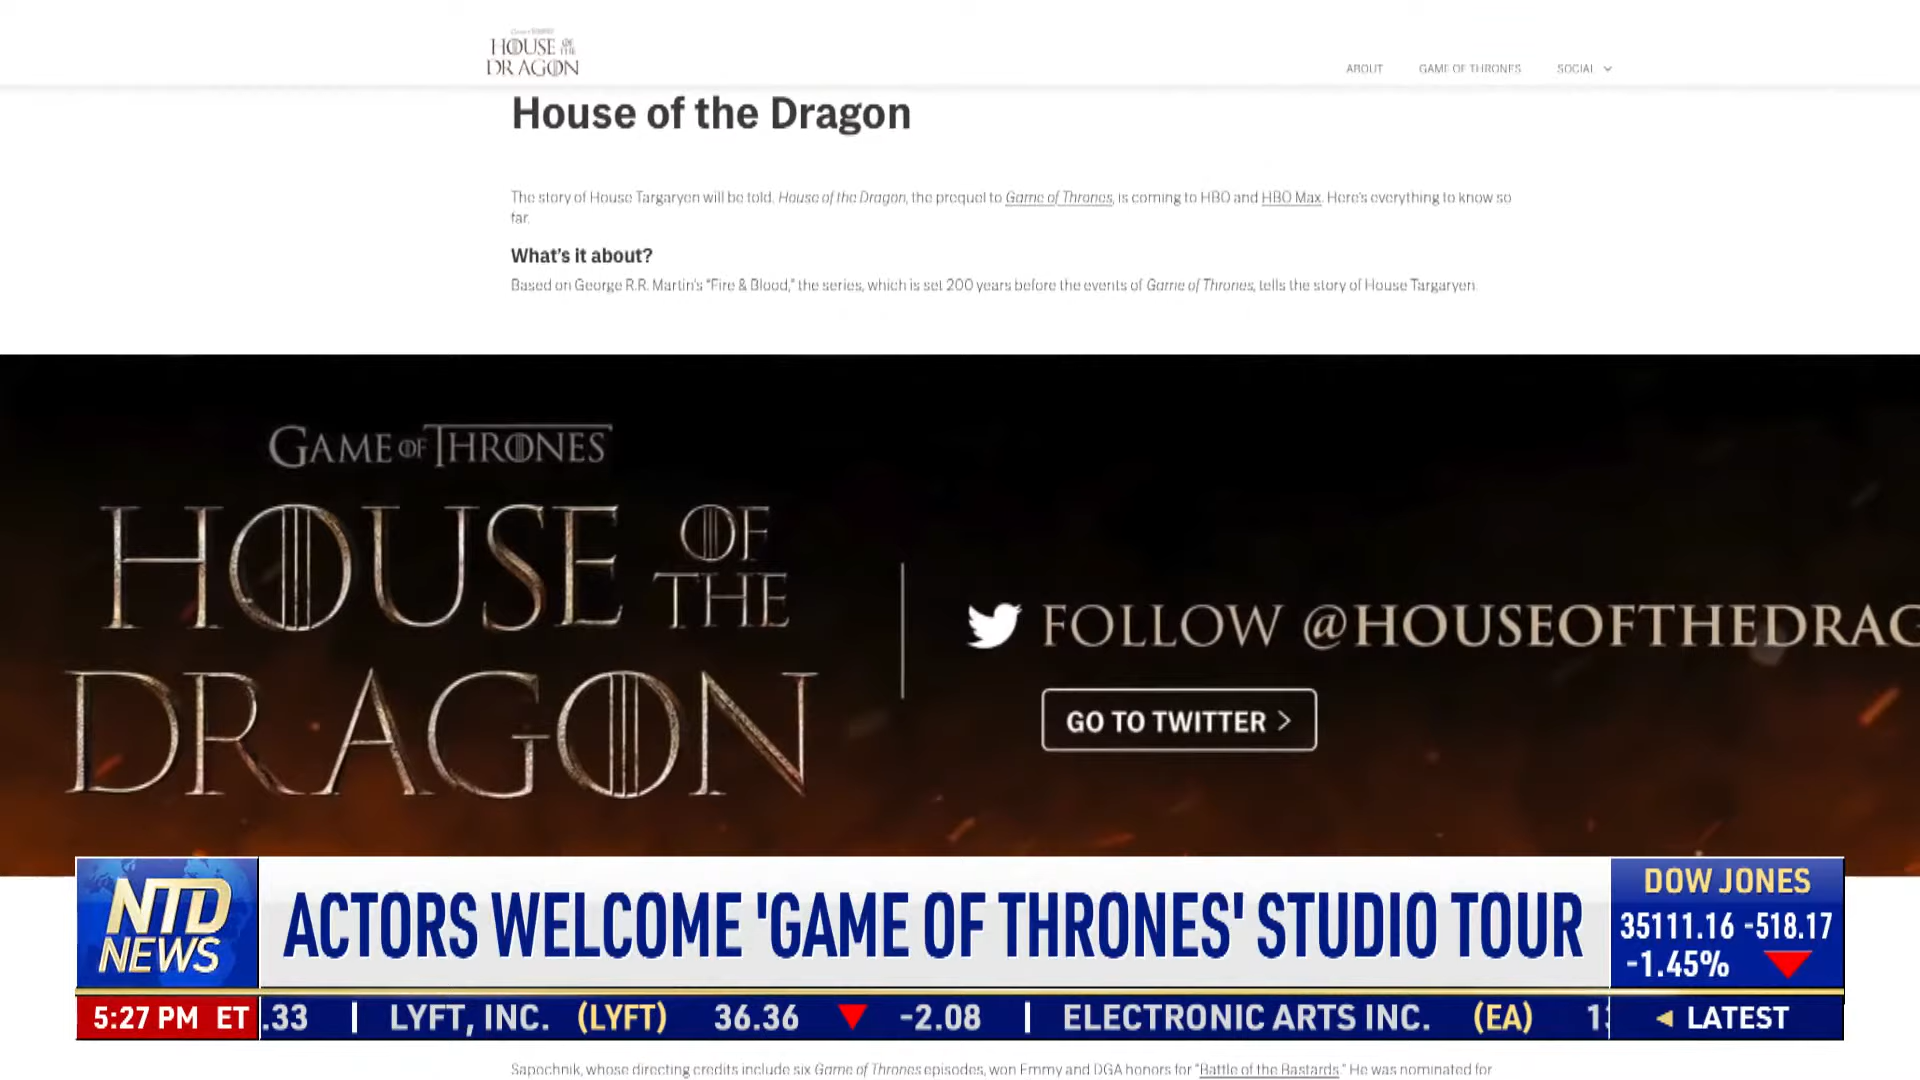 GAME OF THRONES
HOUSE OF THE
DRAGON
ABOUT
GAME OF THRONES
SOCIAL
House of the Dragon
The story of House Targaryen will be told. House of the Dragon, the prequel to Game of Thrones, is coming to HBO and HBO Max. Here's everything to know so
far.
What's it about?
Based on George R.R. Martin's "Fire & Blood," the series, which is set 200 years before the events of Game of Thrones, tells the story of House Targaryen.
GAME OF THRONES
HOUSE OF THE
DRAGON
FOLLOW @HOUSEOFTHEDRAG
GO TO TWITTER >
NTD
NEWS
ACTORS WELCOME 'GAME OF THRONES' STUDIO TOUR
DOW JONES
35111.16 -518.17
-1.45%
5:27 PM ET
.33 | LYFT, INC. (LYFT) 36.36 -2.08 | ELECTRONIC ARTS INC. (EA)
LATEST
Sapochnik, whose directing credits include six Game of Thrones episodes, won Emmy and DGA honors for "Battle of the Bastards." He was nominated for